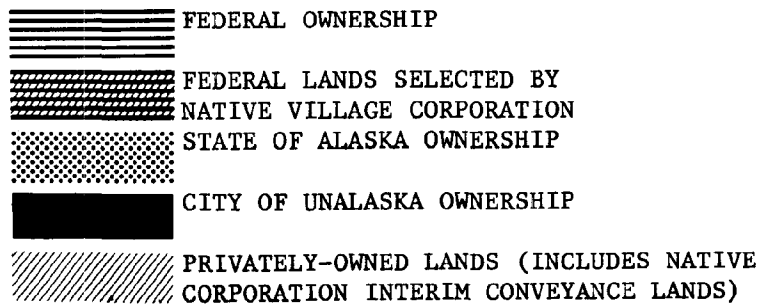 FEDERAL OWNERSHIP
FEDERAL LANDS SELECTED BY
NATIVE VILLAGE CORPORATION
STATE OF ALASKA OWNERSHIP
CITY OF UNALASKA OWNERSHIP
PRIVATELY-OWNED LANDS (INCLUDES NATIVE
CORPORATION INTERIM CONVEYANCE LANDS)